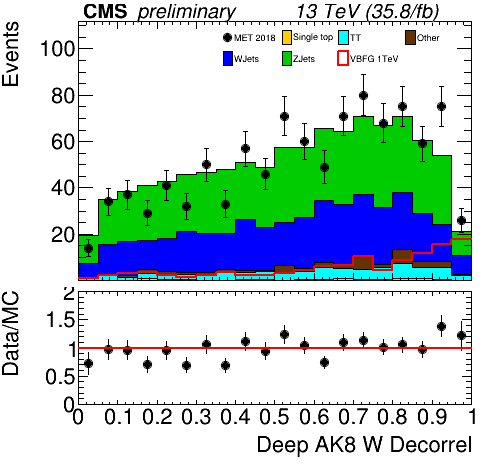 CMS preliminary 13 TeV (35.8/fb)
Events
MET 2018 Single top TT Other
WJets ZJets VBFG 1TeV
100
80
60
40
20
Data/MC
2
1.5
1
0.5
0
0 0.1 0.2 0.3 0.4 0.5 0.6 0.7 0.8 0.9 1
Deep AK8 W Decorrel